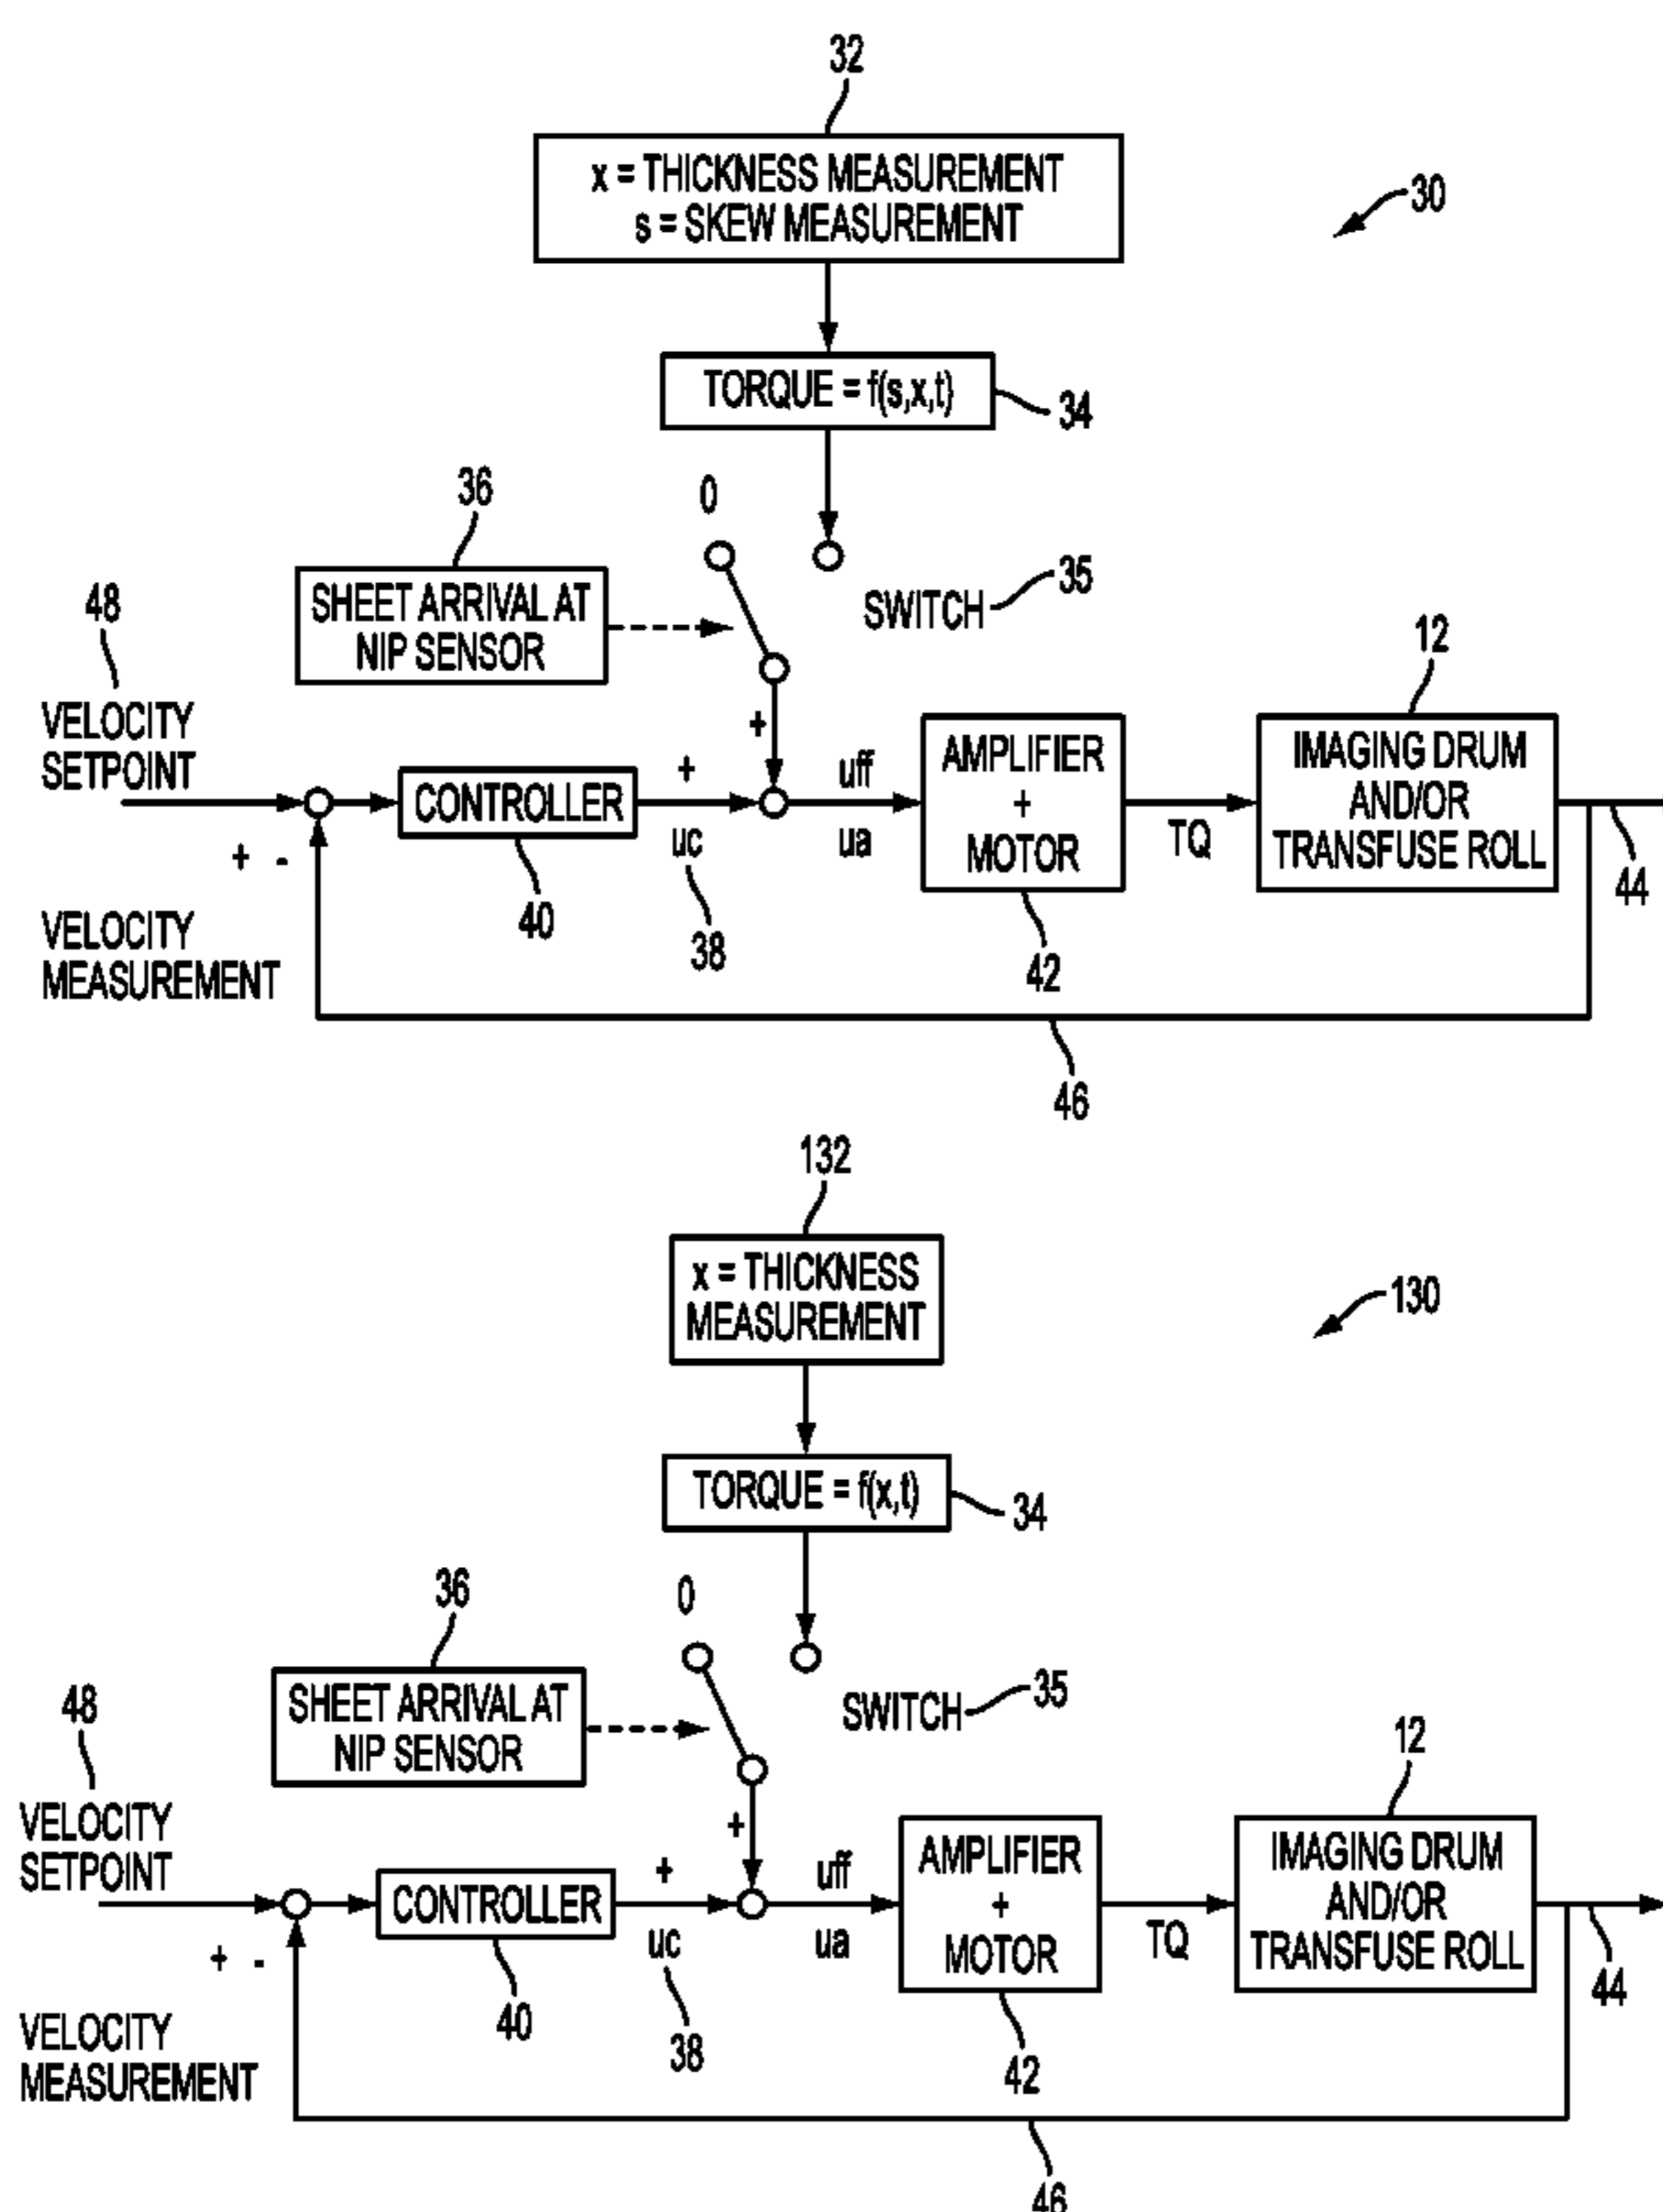 32
x = THICKNESS MEASUREMENT
s = SKEW MEASUREMENT
30
TORQUE = f(s,x,t)
34
36
0
SHEET ARRIVAL AT
NIP SENSOR
SWITCH
35
48
VELOCITY
SETPOINT
12
+
AMPLIFIER
+
MOTOR
IMAGING DRUM
AND/OR
TRANSFUSE ROLL
CONTROLLER
+
uc
uff
ua
TQ
44
+ -
40
38
42
VELOCITY
MEASUREMENT
46
132
x = THICKNESS
MEASUREMENT
130
TORQUE = f(x,t)
34
36
0
SHEET ARRIVAL AT
NIP SENSOR
SWITCH
35
48
VELOCITY
SETPOINT
12
+
AMPLIFIER
+
MOTOR
IMAGING DRUM
AND/OR
TRANSFUSE ROLL
CONTROLLER
+
uc
uff
ua
TQ
44
+ -
40
38
42
VELOCITY
MEASUREMENT
46